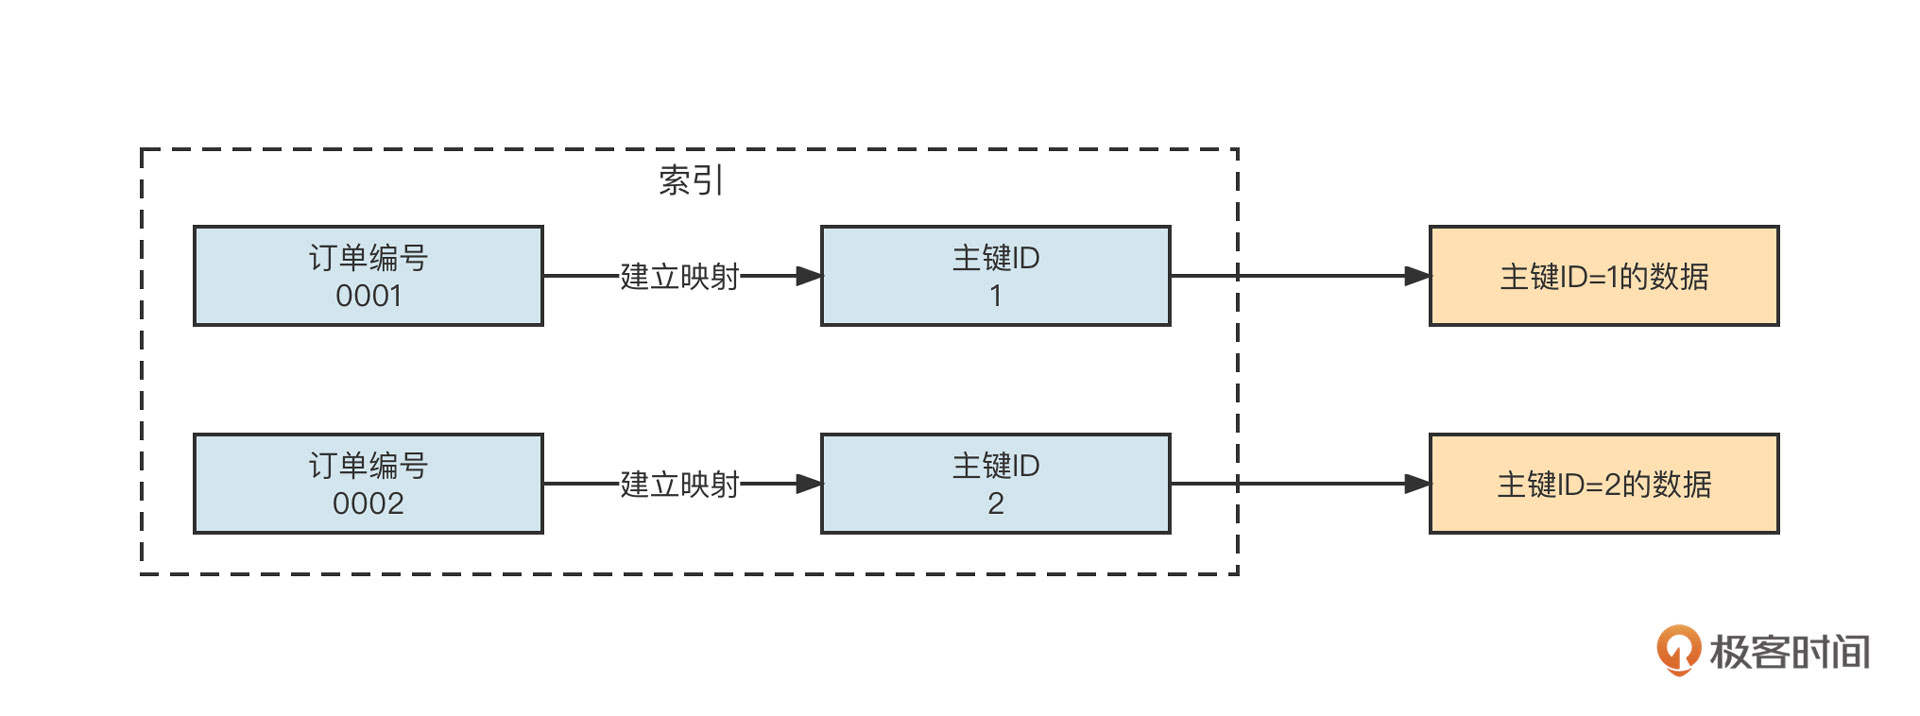 索引
订单编号
0001
建立映射
主键ID
1
主键ID=1的数据
订单编号
0002
建立映射
主键ID
2
主键ID=2的数据
极客时间